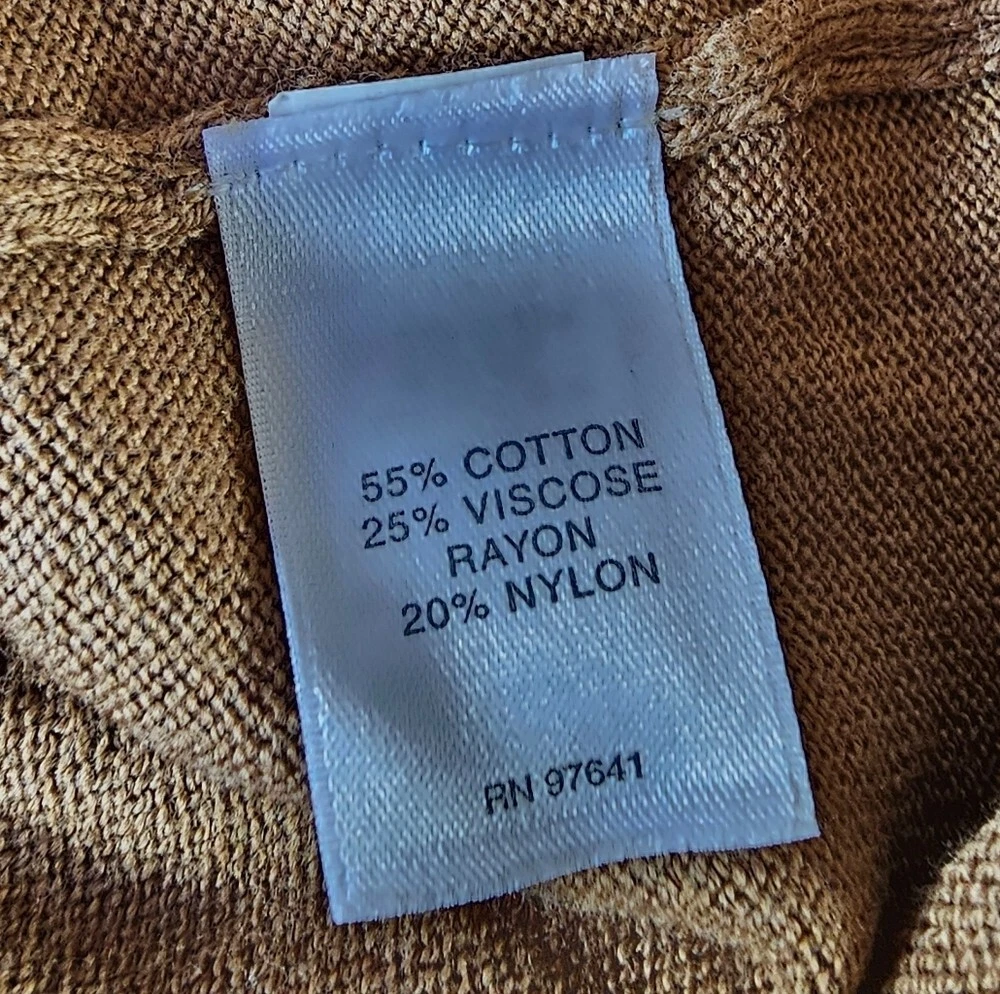 55% COTTON
25% VISCOSE
RAYON
20% NYLON
RN 97641